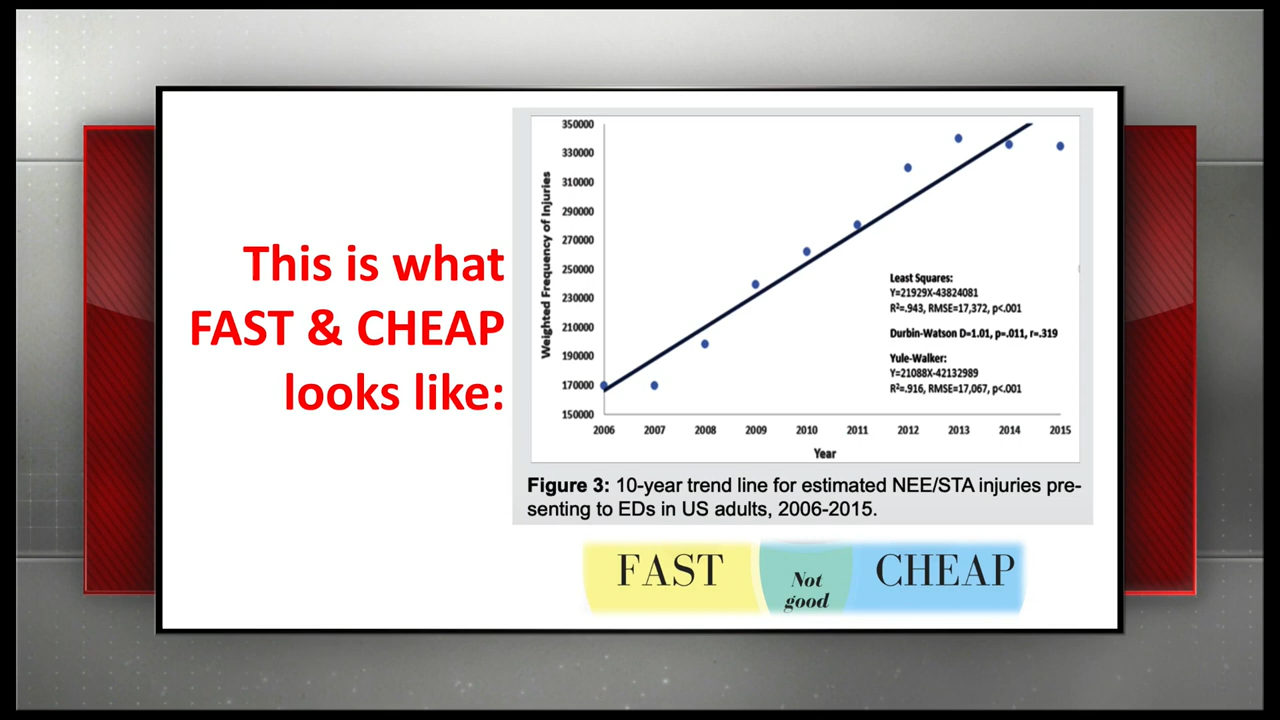 This is what
FAST & CHEAP
looks like:
350000
330000
310000
290000
270000
250000
230000
210000
190000
170000
150000
Weighted Frequency of Injuries
2006 2007 2008 2009 2010 2011 2012 2013 2014 2015
Year
Least Squares:
Y=21929X-43824081
R²=.943, RMSE=17,372, p<.001
Durbin-Watson D=1.01, p=.011, r=.319
Yule-Walker:
Y=21088X-42132989
R²=.916, RMSE=17,067, p<.001
Figure 3: 10-year trend line for estimated NEE/STA injuries pre-
senting to EDs in US adults, 2006-2015.
FAST
Not
good
CHEAP